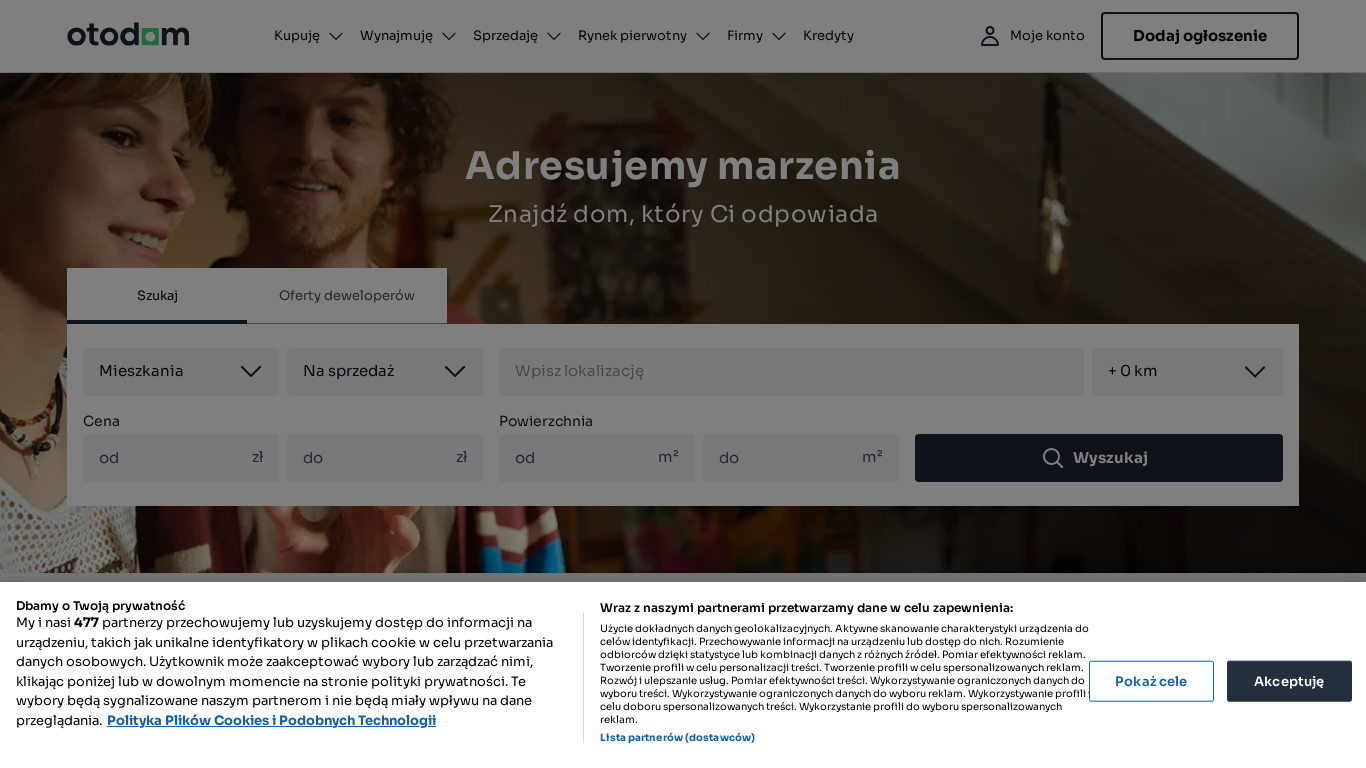 otodom
Kupuję
Wynajmuję
Sprzedaję
Rynek pierwotny
Firmy
Kredyty
Moje konto
Dodaj ogłoszenie
Adresujemy marzenia
Znajdź dom, który Ci odpowiada
Szukaj
Oferty deweloperów
Mieszkania
Na sprzedaż
Wpisz lokalizację
+ 0 km
Cena
Powierzchnia
od zł
do zł
od m²
do m²
Wyszukaj
Dbamy o Twoją prywatność
My i nasi 477 partnerzy przechowujemy lub uzyskujemy dostęp do informacji na
urządzeniu, takich jak unikalne identyfikatory w plikach cookie w celu przetwarzania
danych osobowych. Użytkownik może zaakceptować wybory lub zarządzać nimi,
klikając poniżej lub w dowolnym momencie na stronie polityki prywatności. Te
wybory będą sygnalizowane naszym partnerom i nie będą miały wpływu na dane
przeglądania. Polityka Plików Cookies i Podobnych Technologii
Wraz z naszymi partnerami przetwarzamy dane w celu zapewnienia:
Użycie dokładnych danych geolokalizacyjnych. Aktywne skanowanie charakterystyki urządzenia do
celów identyfikacji. Przechowywanie informacji na urządzeniu lub dostęp do nich. Rozumienie
odbiorców dzięki statystyce lub kombinacji danych z różnych źródeł. Pomiar efektywności reklam.
Tworzenie profili w celu personalizacji treści. Tworzenie profili w celu spersonalizowanych reklam.
Rozwój i ulepszanie usług. Pomiar efektywności treści. Wykorzystywanie ograniczonych danych do
wyboru treści. Wykorzystywanie ograniczonych danych do wyboru reklam. Wykorzystywanie profili w
celu doboru spersonalizowanych treści. Wykorzystanie profili do wyboru spersonalizowanych
reklam.
Lista partnerów (dostawców)
Pokaż cele
Akceptuję